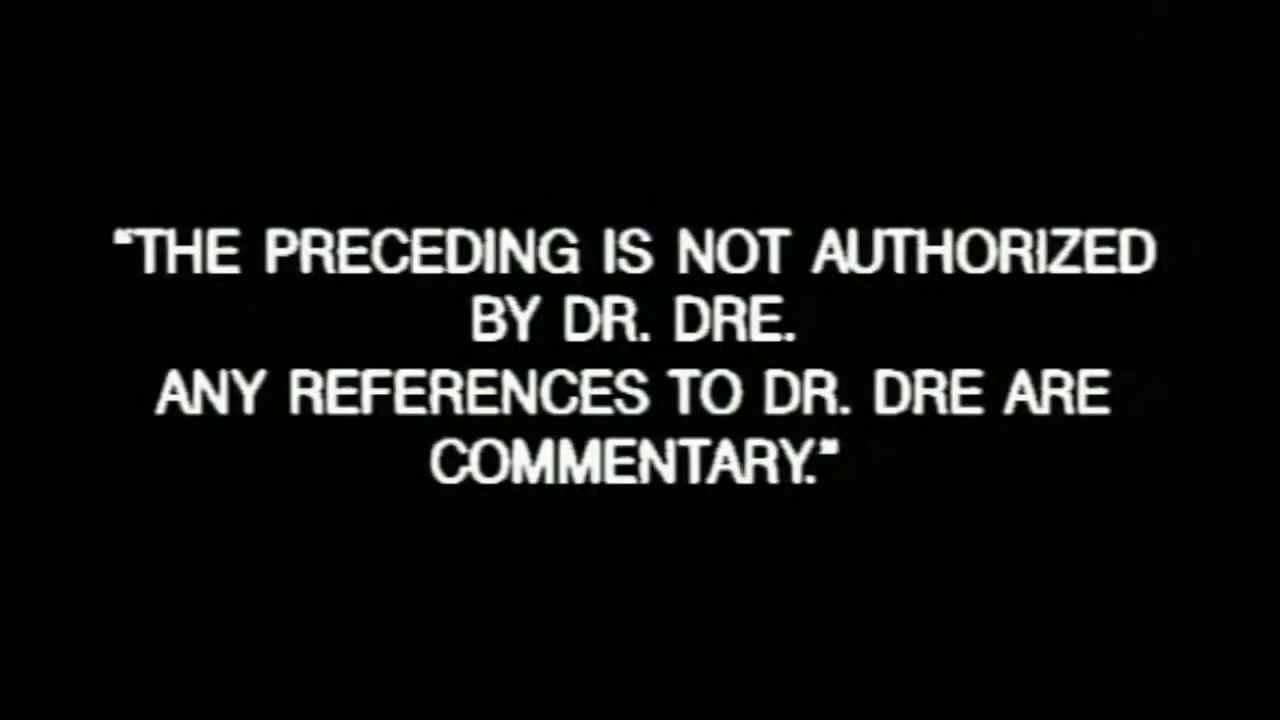 "THE PRECEDING IS NOT AUTHORIZED
BY DR. DRE.
ANY REFERENCES TO DR. DRE ARE
COMMENTARY."